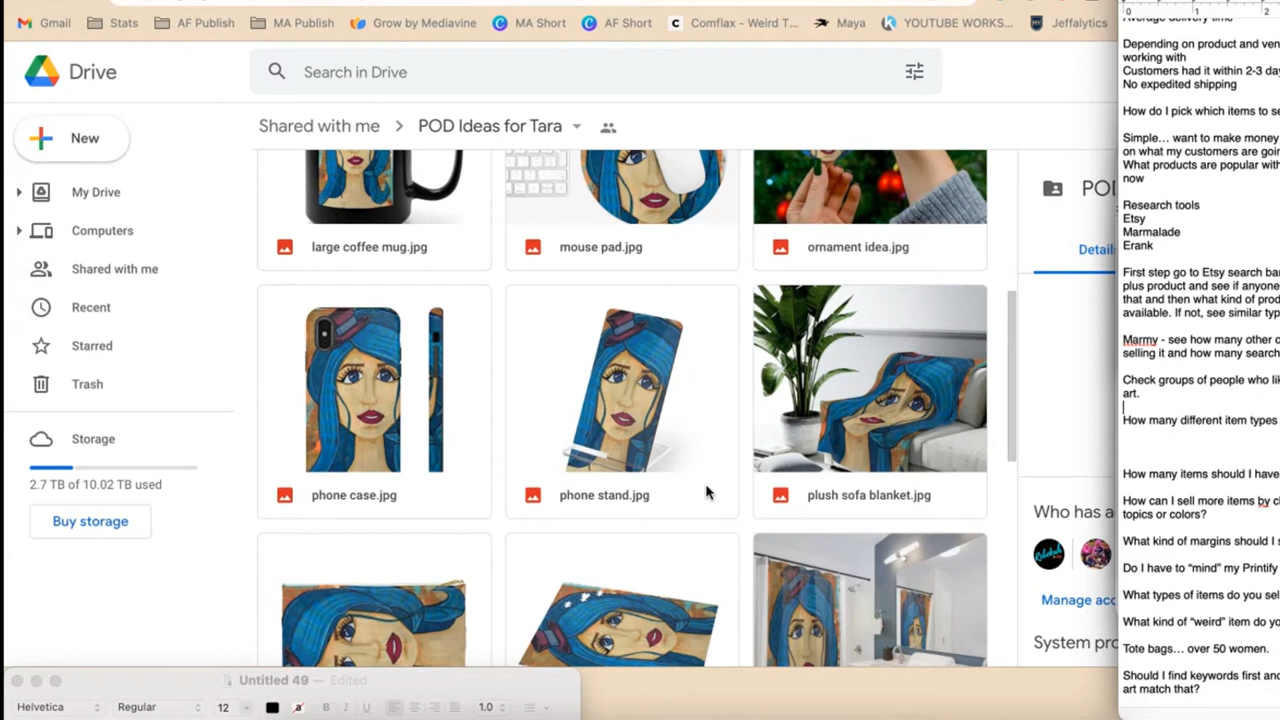 Gmail
Stats
AF Publish
MA Publish
Grow by Mediavine
MA Short
AF Short
Comflax - Weird T...
Maya
YOUTUBE WORKS...
Jeffalytics
Drive
Search in Drive
New
My Drive
Computers
Shared with me
Recent
Starred
Trash
Storage
2.7 TB of 10.02 TB used
Buy storage
Shared with me > POD Ideas for Tara
large coffee mug.jpg
mouse pad.jpg
ornament idea.jpg
phone case.jpg
phone stand.jpg
plush sofa blanket.jpg
POD
Details
Who has a
Manage acc
System pro
Untitled 49 — Edited
Helvetica
Regular
12
B I U
1.0
0 1 2
Average delivery time
Depending on product and ven
working with
Customers had it within 2-3 da
No expedited shipping
How do I pick which items to se
Simple... want to make money
on what my customers are goin
What products are popular with
now
Research tools
Etsy
Marmalade
Erank
First step go to Etsy search ba
plus product and see if anyone
that and then what kind of prod
available. If not, see similar typ
Marmy - see how many other c
selling it and how many search
Check groups of people who lik
art.
How many different item types
How many items should I have
How can I sell more items by c
topics or colors?
What kind of margins should I s
Do I have to “mind” my Printify
What types of items do you sel
What kind of “weird” item do yo
Tote bags... over 50 women.
Should I find keywords first and
art match that?